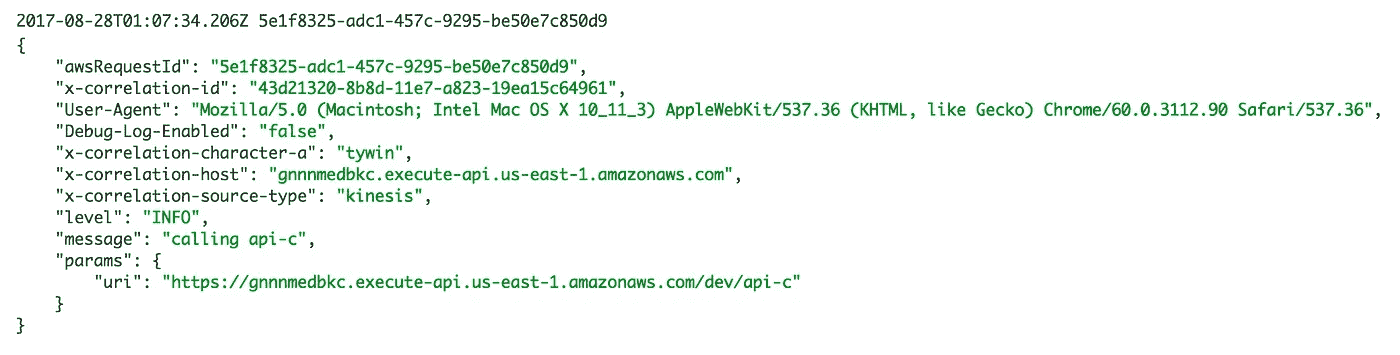 2017-08-28T01:07:34.206Z 5e1f8325-adc1-457c-9295-be50e7c850d9
{
"awsRequestId": "5e1f8325-adc1-457c-9295-be50e7c850d9",
"x-correlation-id": "43d21320-8b8d-11e7-a823-19ea15c64961",
"User-Agent": "Mozilla/5.0 (Macintosh; Intel Mac OS X 10_11_3) AppleWebKit/537.36 (KHTML, like Gecko) Chrome/60.0.3112.90 Safari/537.36",
"Debug-Log-Enabled": "false",
"x-correlation-character-a": "tywin",
"x-correlation-host": "gnnnmedbkc.execute-api.us-east-1.amazonaws.com",
"x-correlation-source-type": "kinesis",
"level": "INFO",
"message": "calling api-c",
"params": {
"uri": "https://gnnnmedbkc.execute-api.us-east-1.amazonaws.com/dev/api-c"
}
}